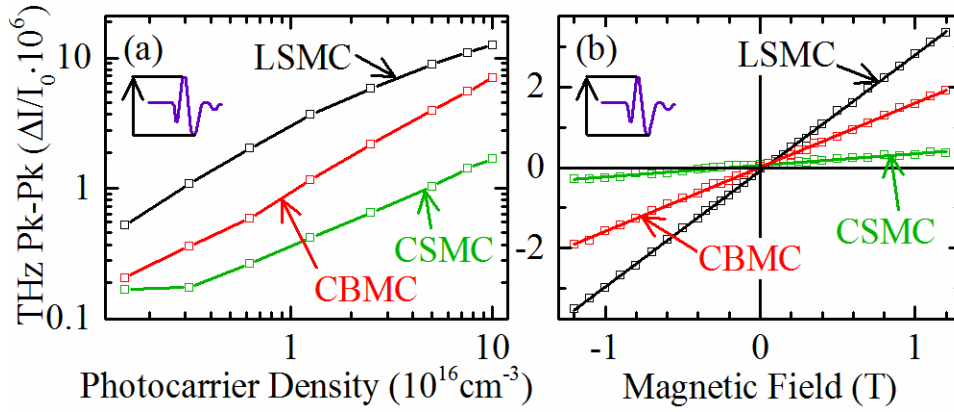 THz Pk-Pk (ΔI/I₀·10⁶)
(a)
LSMC
CBMC
CSMC
10
1
0.1
1
10
Photocarrier Density (10¹⁶cm⁻³)
(b)
LSMC
CSMC
CBMC
2
0
-2
-1
0
1
Magnetic Field (T)